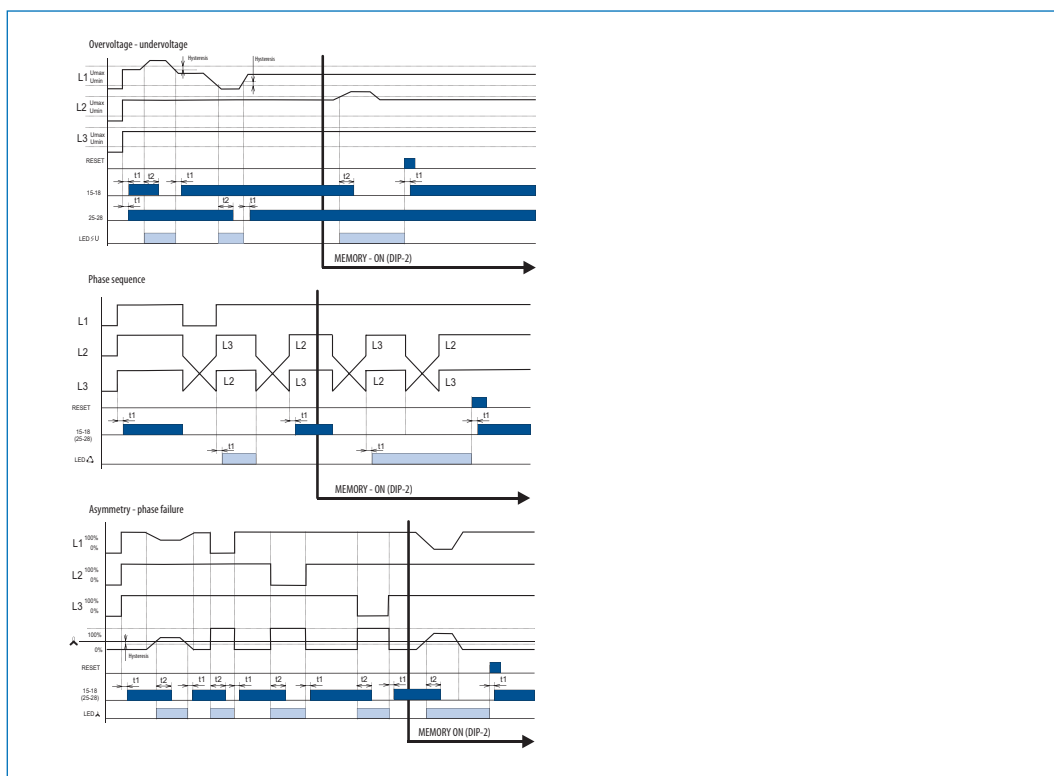 Overvoltage - undervoltage
Hysteresis
Hysteresis
L1 Umax
Umin
L2 Umax
Umin
L3 Umax
Umin
RESET
t1 t2 t1 t2 t1
15-18
t1 t2 t1
25-28
LED U
MEMORY - ON (DIP-2)
Phase sequence
L1
L2 L3 L2 L3 L2
L3 L2 L3 L2 L3
RESET
t1 t1 t1
15-18
(25-28)
t1 t1
LED
MEMORY - ON (DIP-2)
Asymmetry - phase failure
L1 100%
0%
L2 100%
0%
L3 100%
0%
100%
0%
Hysteresis
RESET
t1 t2 t1 t2 t1 t2 t1 t2 t1 t2 t1
15-18
(25-28)
LED
MEMORY ON (DIP-2)